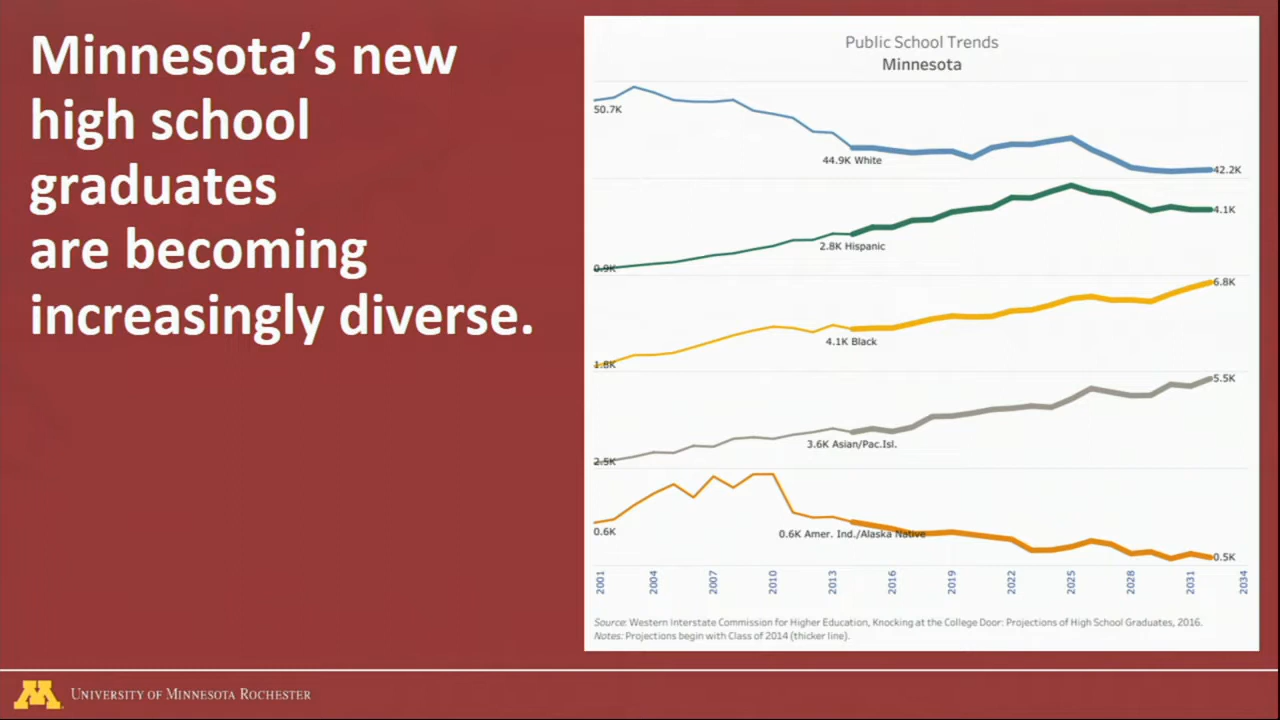 Minnesota’s new
high school
graduates
are becoming
increasingly diverse.
Public School Trends
Minnesota
50.7K
44.9K White
42.2K
0.9K
2.8K Hispanic
4.1K
1.8K
4.1K Black
6.8K
2.5K
3.6K Asian/Pac.Isl.
5.5K
0.6K
0.6K Amer. Ind./Alaska Native
0.5K
2001 2004 2007 2010 2013 2016 2019 2022 2025 2028 2031 2034
Source: Western Interstate Commission for Higher Education, Knocking at the College Door: Projections of High School Graduates, 2016.
Notes: Projections begin with Class of 2014 (thicker line).
M
University of Minnesota Rochester